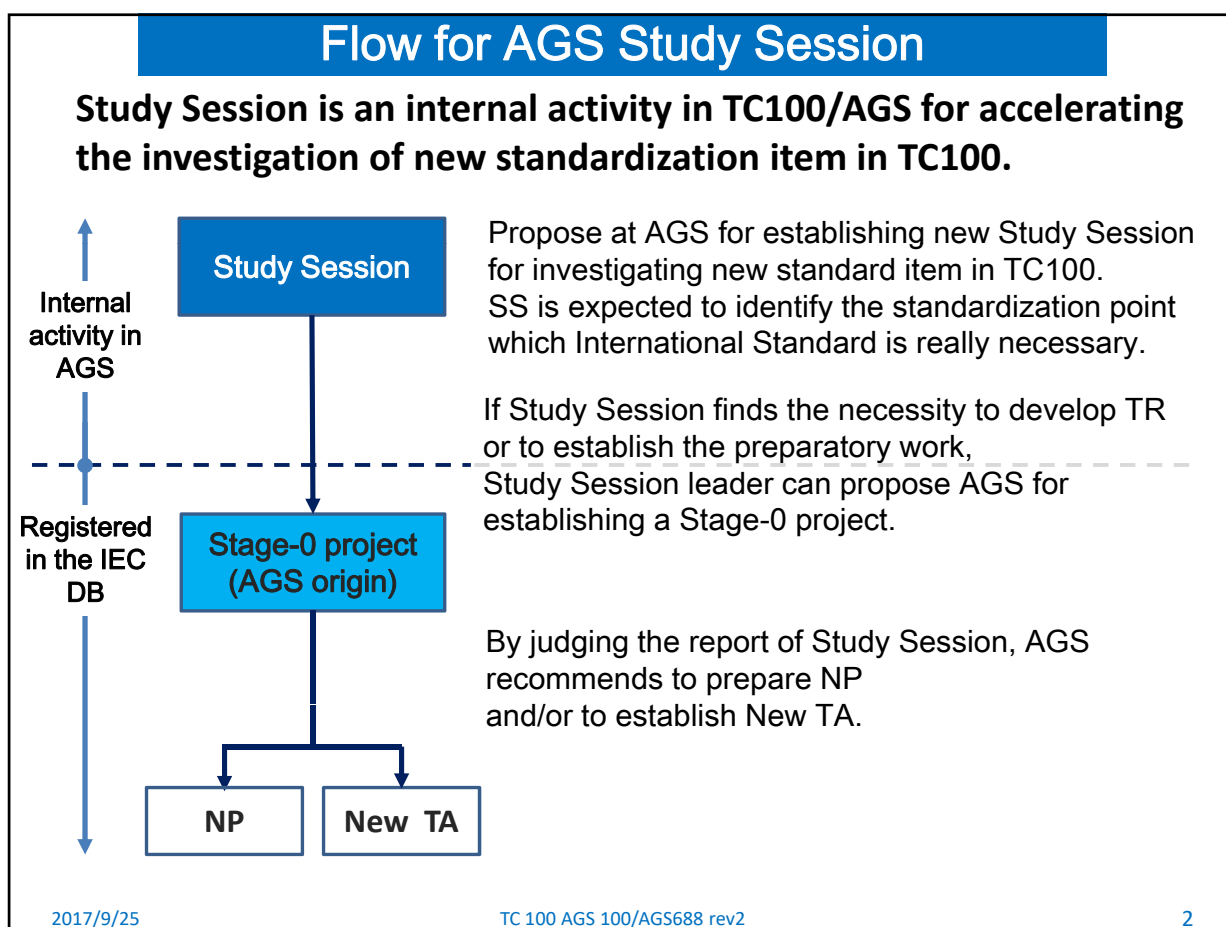 Flow for AGS Study Session
Study Session is an internal activity in TC100/AGS for accelerating
the investigation of new standardization item in TC100.
Internal
activity in
AGS
Study Session
Propose at AGS for establishing new Study Session
for investigating new standard item in TC100.
SS is expected to identify the standardization point
which International Standard is really necessary.
If Study Session finds the necessity to develop TR
or to establish the preparatory work,
Study Session leader can propose AGS for
establishing a Stage-0 project.
Registered
in the IEC
DB
Stage-0 project
(AGS origin)
By judging the report of Study Session, AGS
recommends to prepare NP
and/or to establish New TA.
NP
New TA
2017/9/25
TC 100 AGS 100/AGS688 rev2
2